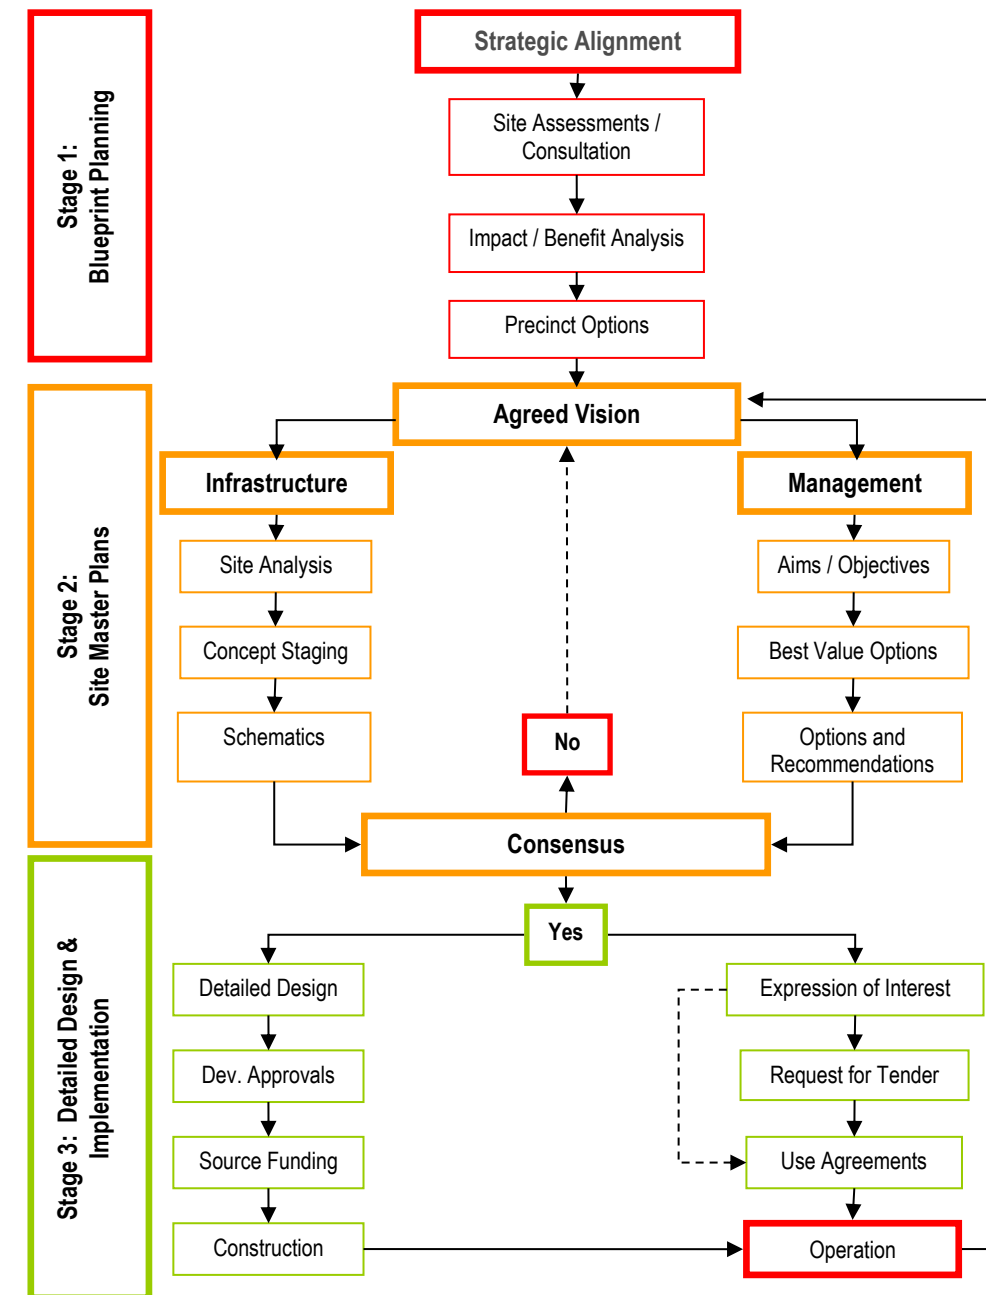 Strategic Alignment
Stage 1:
Blueprint Planning
Site Assessments /
Consultation
Impact / Benefit Analysis
Precinct Options
Stage 2:
Site Master Plans
Agreed Vision
Infrastructure
Management
Site Analysis
Aims / Objectives
Concept Staging
Best Value Options
Schematics
No
Options and
Recommendations
Consensus
Stage 3:  Detailed Design &
Implementation
Yes
Detailed Design
Expression of Interest
Dev. Approvals
Request for Tender
Source Funding
Use Agreements
Construction
Operation